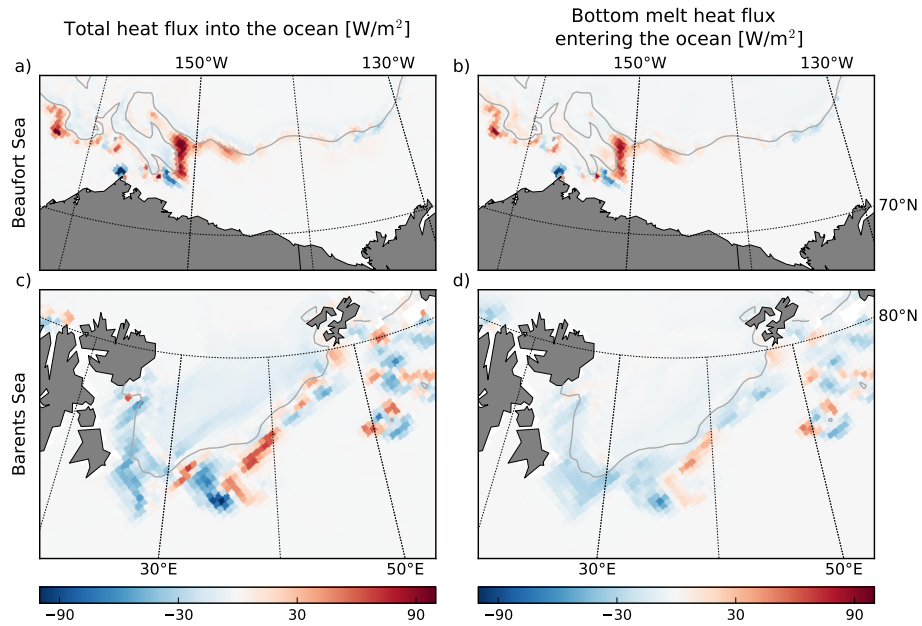 Total heat flux into the ocean [W/m²]
Bottom melt heat flux
entering the ocean [W/m²]
a)
150°W
130°W
b)
150°W
130°W
Beaufort Sea
70°N
c)
d)
80°N
Barents Sea
30°E
50°E
30°E
50°E
−90
−30
30
90
−90
−30
30
90